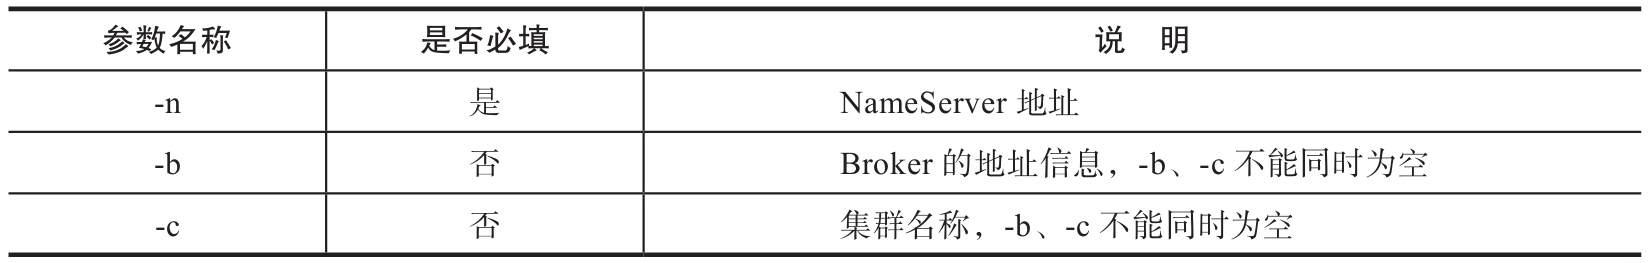 参数名称 是否必填 说 明
-n 是 NameServer 地址
-b 否 Broker 的地址信息，-b、-c 不能同时为空
-c 否 集群名称，-b、-c 不能同时为空